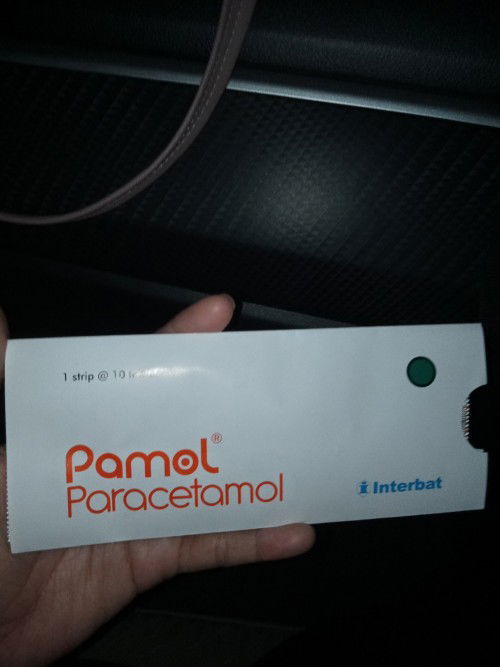 1 strip @ 10
Pamol®
Paracetamol
Interbat